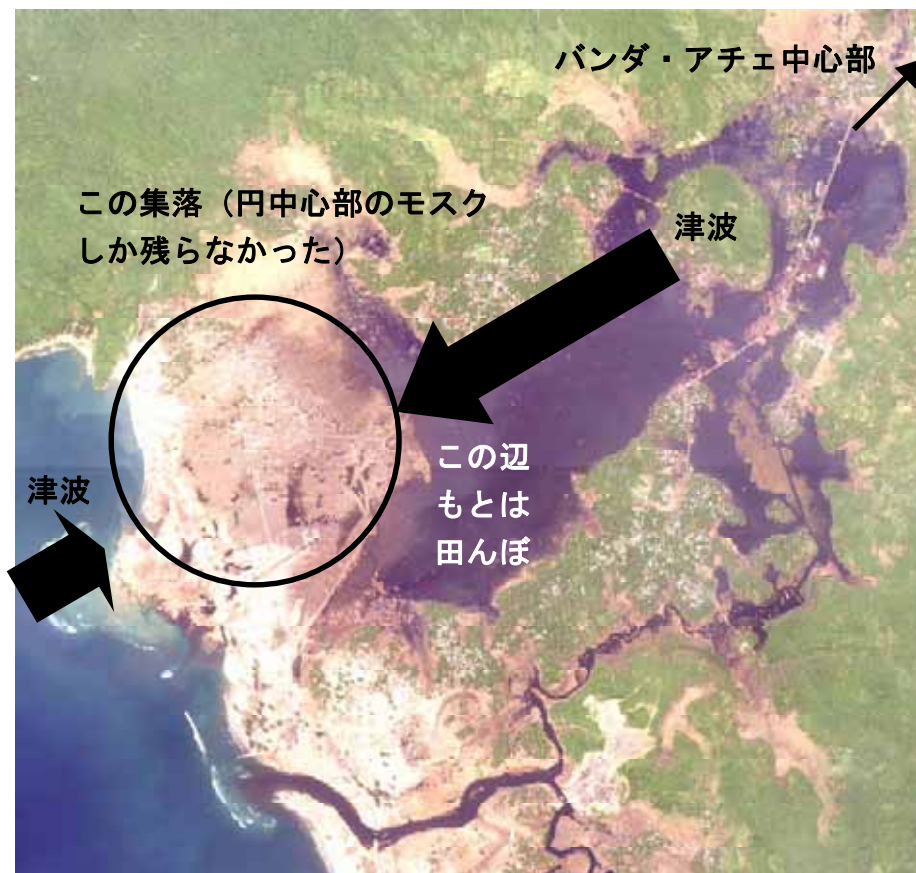 バンダ・アチェ中心部
この集落（円中心部のモスク
しか残らなかった）
津波
この辺
もとは
田んぼ
津波